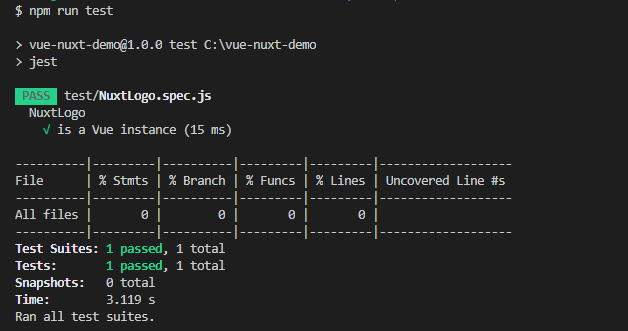 $ npm run test
> vue-nuxt-demo@1.0.0 test C:\vue-nuxt-demo
> jest
PASS test/NuxtLogo.spec.js
NuxtLogo
√ is a Vue instance (15 ms)
----------|---------|----------|---------|---------|-------------------
File      | % Stmts | % Branch | % Funcs | % Lines | Uncovered Line #s
----------|---------|----------|---------|---------|-------------------
All files |       0 |        0 |       0 |       0 |
----------|---------|----------|---------|---------|-------------------
Test Suites: 1 passed, 1 total
Tests:       1 passed, 1 total
Snapshots:   0 total
Time:        3.119 s
Ran all test suites.